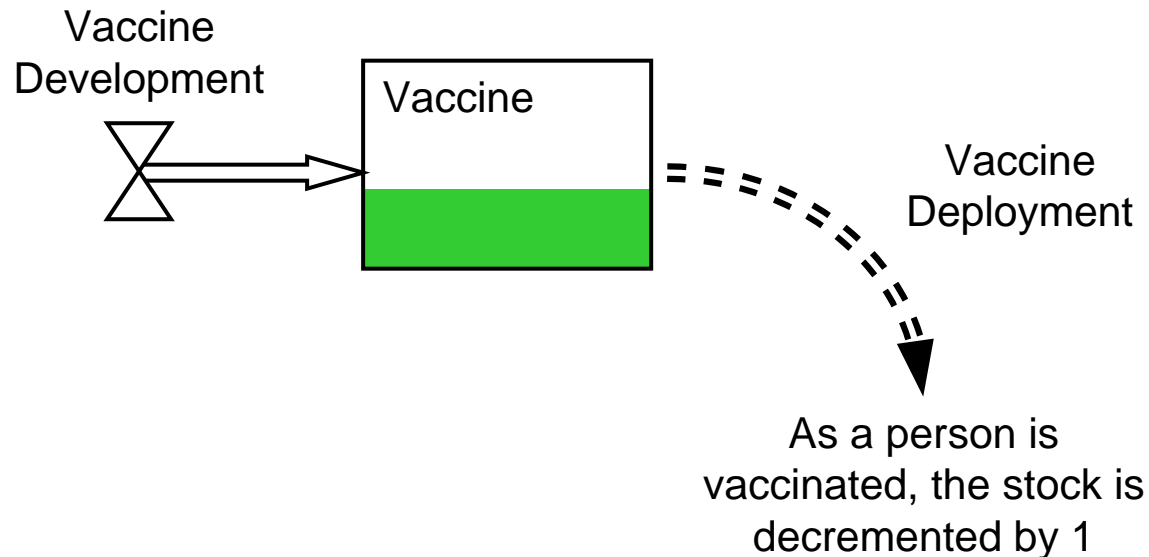 Vaccine
Development
Vaccine
Vaccine
Deployment
As a person is
vaccinated, the stock is
decremented by 1